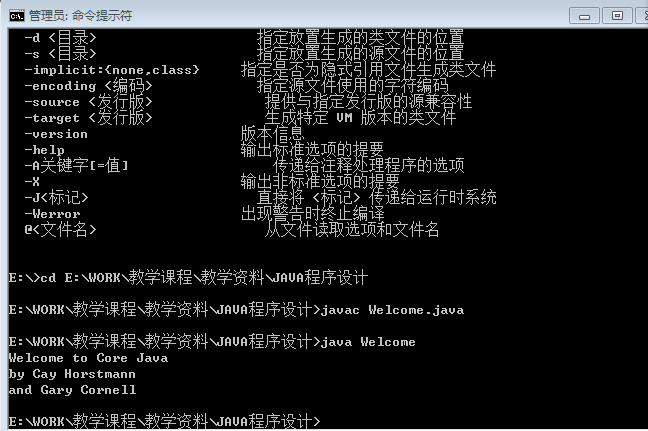 管理员: 命令提示符
-d <目录> 指定放置生成的类文件的位置
-s <目录> 指定放置生成的源文件的位置
-implicit:{none,class} 指定是否为隐式引用文件生成类文件
-encoding <编码> 指定源文件使用的字符编码
-source <发行版> 提供与指定发行版的源兼容性
-target <发行版> 生成特定 VM 版本的类文件
-version 版本信息
-help 输出标准选项的提要
-A关键字[=值] 传递给注释处理程序的选项
-X 输出非标准选项的提要
-J<标记> 直接将 <标记> 传递给运行时系统
-Werror 出现警告时终止编译
@<文件名> 从文件读取选项和文件名
E:\>cd E:\WORK\教学课程\教学资料\JAVA程序设计
E:\WORK\教学课程\教学资料\JAVA程序设计>javac Welcome.java
E:\WORK\教学课程\教学资料\JAVA程序设计>java Welcome
Welcome to Core Java
by Cay Horstmann
and Gary Cornell
E:\WORK\教学课程\教学资料\JAVA程序设计>